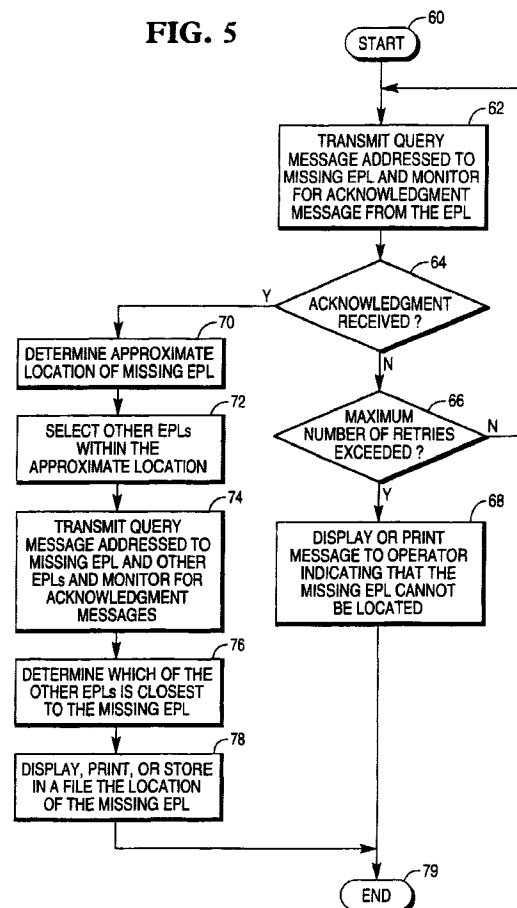 FIG. 5
60
START
62
TRANSMIT QUERY
MESSAGE ADDRESSED TO
MISSING EPL AND MONITOR
FOR ACKNOWLEDGMENT
MESSAGE FROM THE EPL
64
ACKNOWLEDGMENT
RECEIVED ?
Y
N
66
MAXIMUM
NUMBER OF RETRIES
EXCEEDED ?
N
Y
68
DISPLAY OR PRINT
MESSAGE TO OPERATOR
INDICATING THAT THE
MISSING EPL CANNOT
BE LOCATED
70
DETERMINE APPROXIMATE
LOCATION OF MISSING EPL
72
SELECT OTHER EPLs
WITHIN THE
APPROXIMATE LOCATION
74
TRANSMIT QUERY
MESSAGE ADDRESSED TO
MISSING EPL AND OTHER
EPLs AND MONITOR FOR
ACKNOWLEDGMENT
MESSAGES
76
DETERMINE WHICH OF THE
OTHER EPLs IS CLOSEST
TO THE MISSING EPL
78
DISPLAY, PRINT, OR STORE
IN A FILE THE LOCATION
OF THE MISSING EPL
79
END